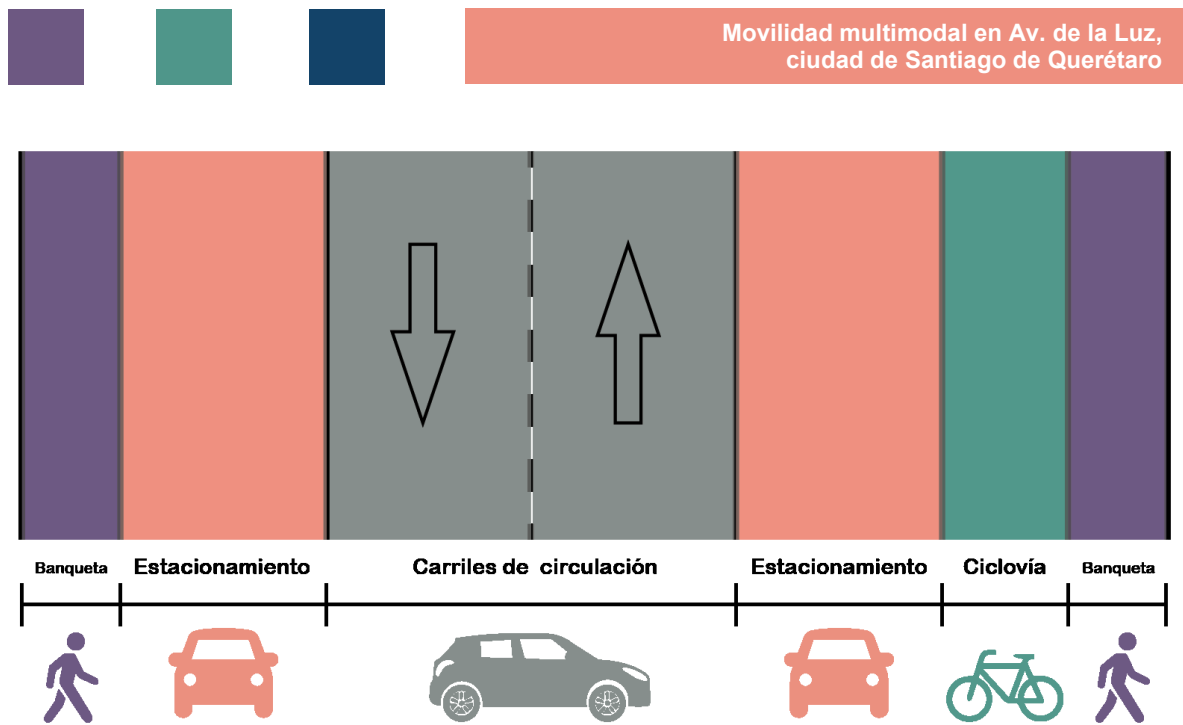 Movilidad multimodal en Av. de la Luz,
ciudad de Santiago de Querétaro
Banqueta
Estacionamiento
Carriles de circulación
Estacionamiento
Ciclovía
Banqueta